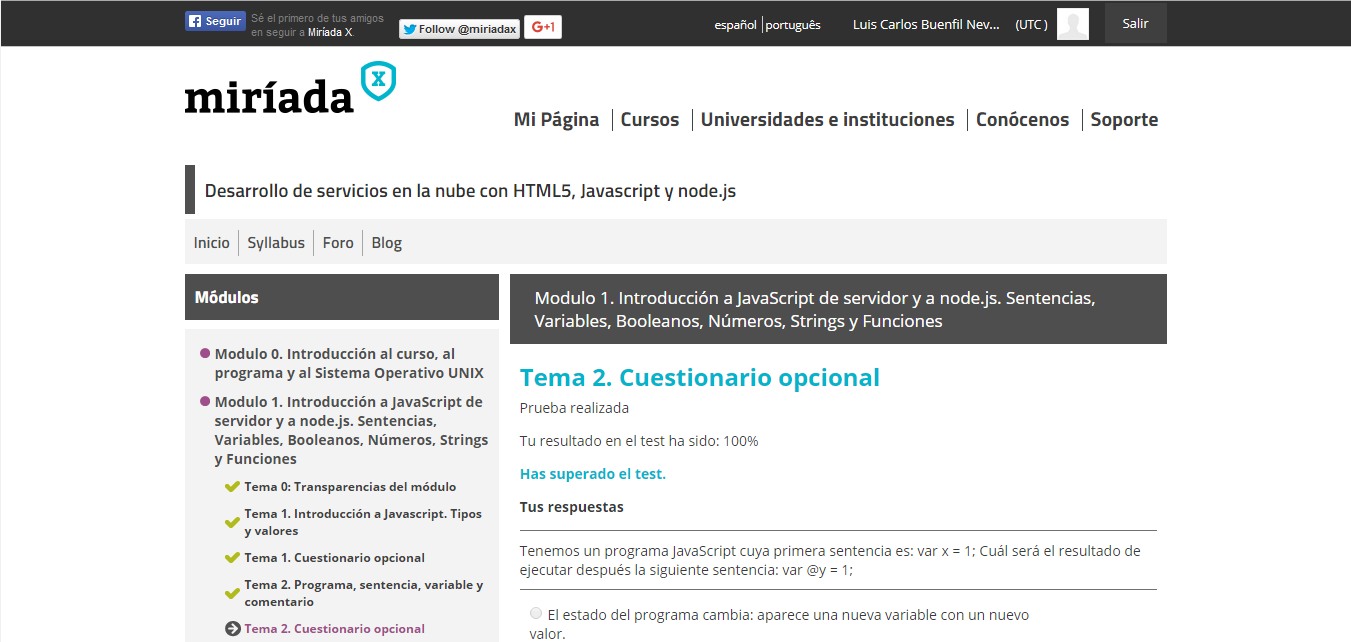 Seguir
Sé el primero de tus amigos
en seguir a Miríada X.
Follow @miriadax
G+1
español português Luis Carlos Buenfil Nev... (UTC ) Salir
miríada X
Mi Página Cursos Universidades e instituciones Conócenos Soporte
Desarrollo de servicios en la nube con HTML5, Javascript y node.js
Inicio Syllabus Foro Blog
Módulos
Modulo 0. Introducción al curso, al
programa y al Sistema Operativo UNIX
Modulo 1. Introducción a JavaScript de
servidor y a node.js. Sentencias,
Variables, Booleanos, Números, Strings
y Funciones
Tema 0: Transparencias del módulo
Tema 1. Introducción a Javascript. Tipos
y valores
Tema 1. Cuestionario opcional
Tema 2. Programa, sentencia, variable y
comentario
Tema 2. Cuestionario opcional
Modulo 1. Introducción a JavaScript de servidor y a node.js. Sentencias,
Variables, Booleanos, Números, Strings y Funciones
Tema 2. Cuestionario opcional
Prueba realizada
Tu resultado en el test ha sido: 100%
Has superado el test.
Tus respuestas
Tenemos un programa JavaScript cuya primera sentencia es: var x = 1; Cuál será el resultado de
ejecutar después la siguiente sentencia: var @y = 1;
El estado del programa cambia: aparece una nueva variable con un nuevo
valor.